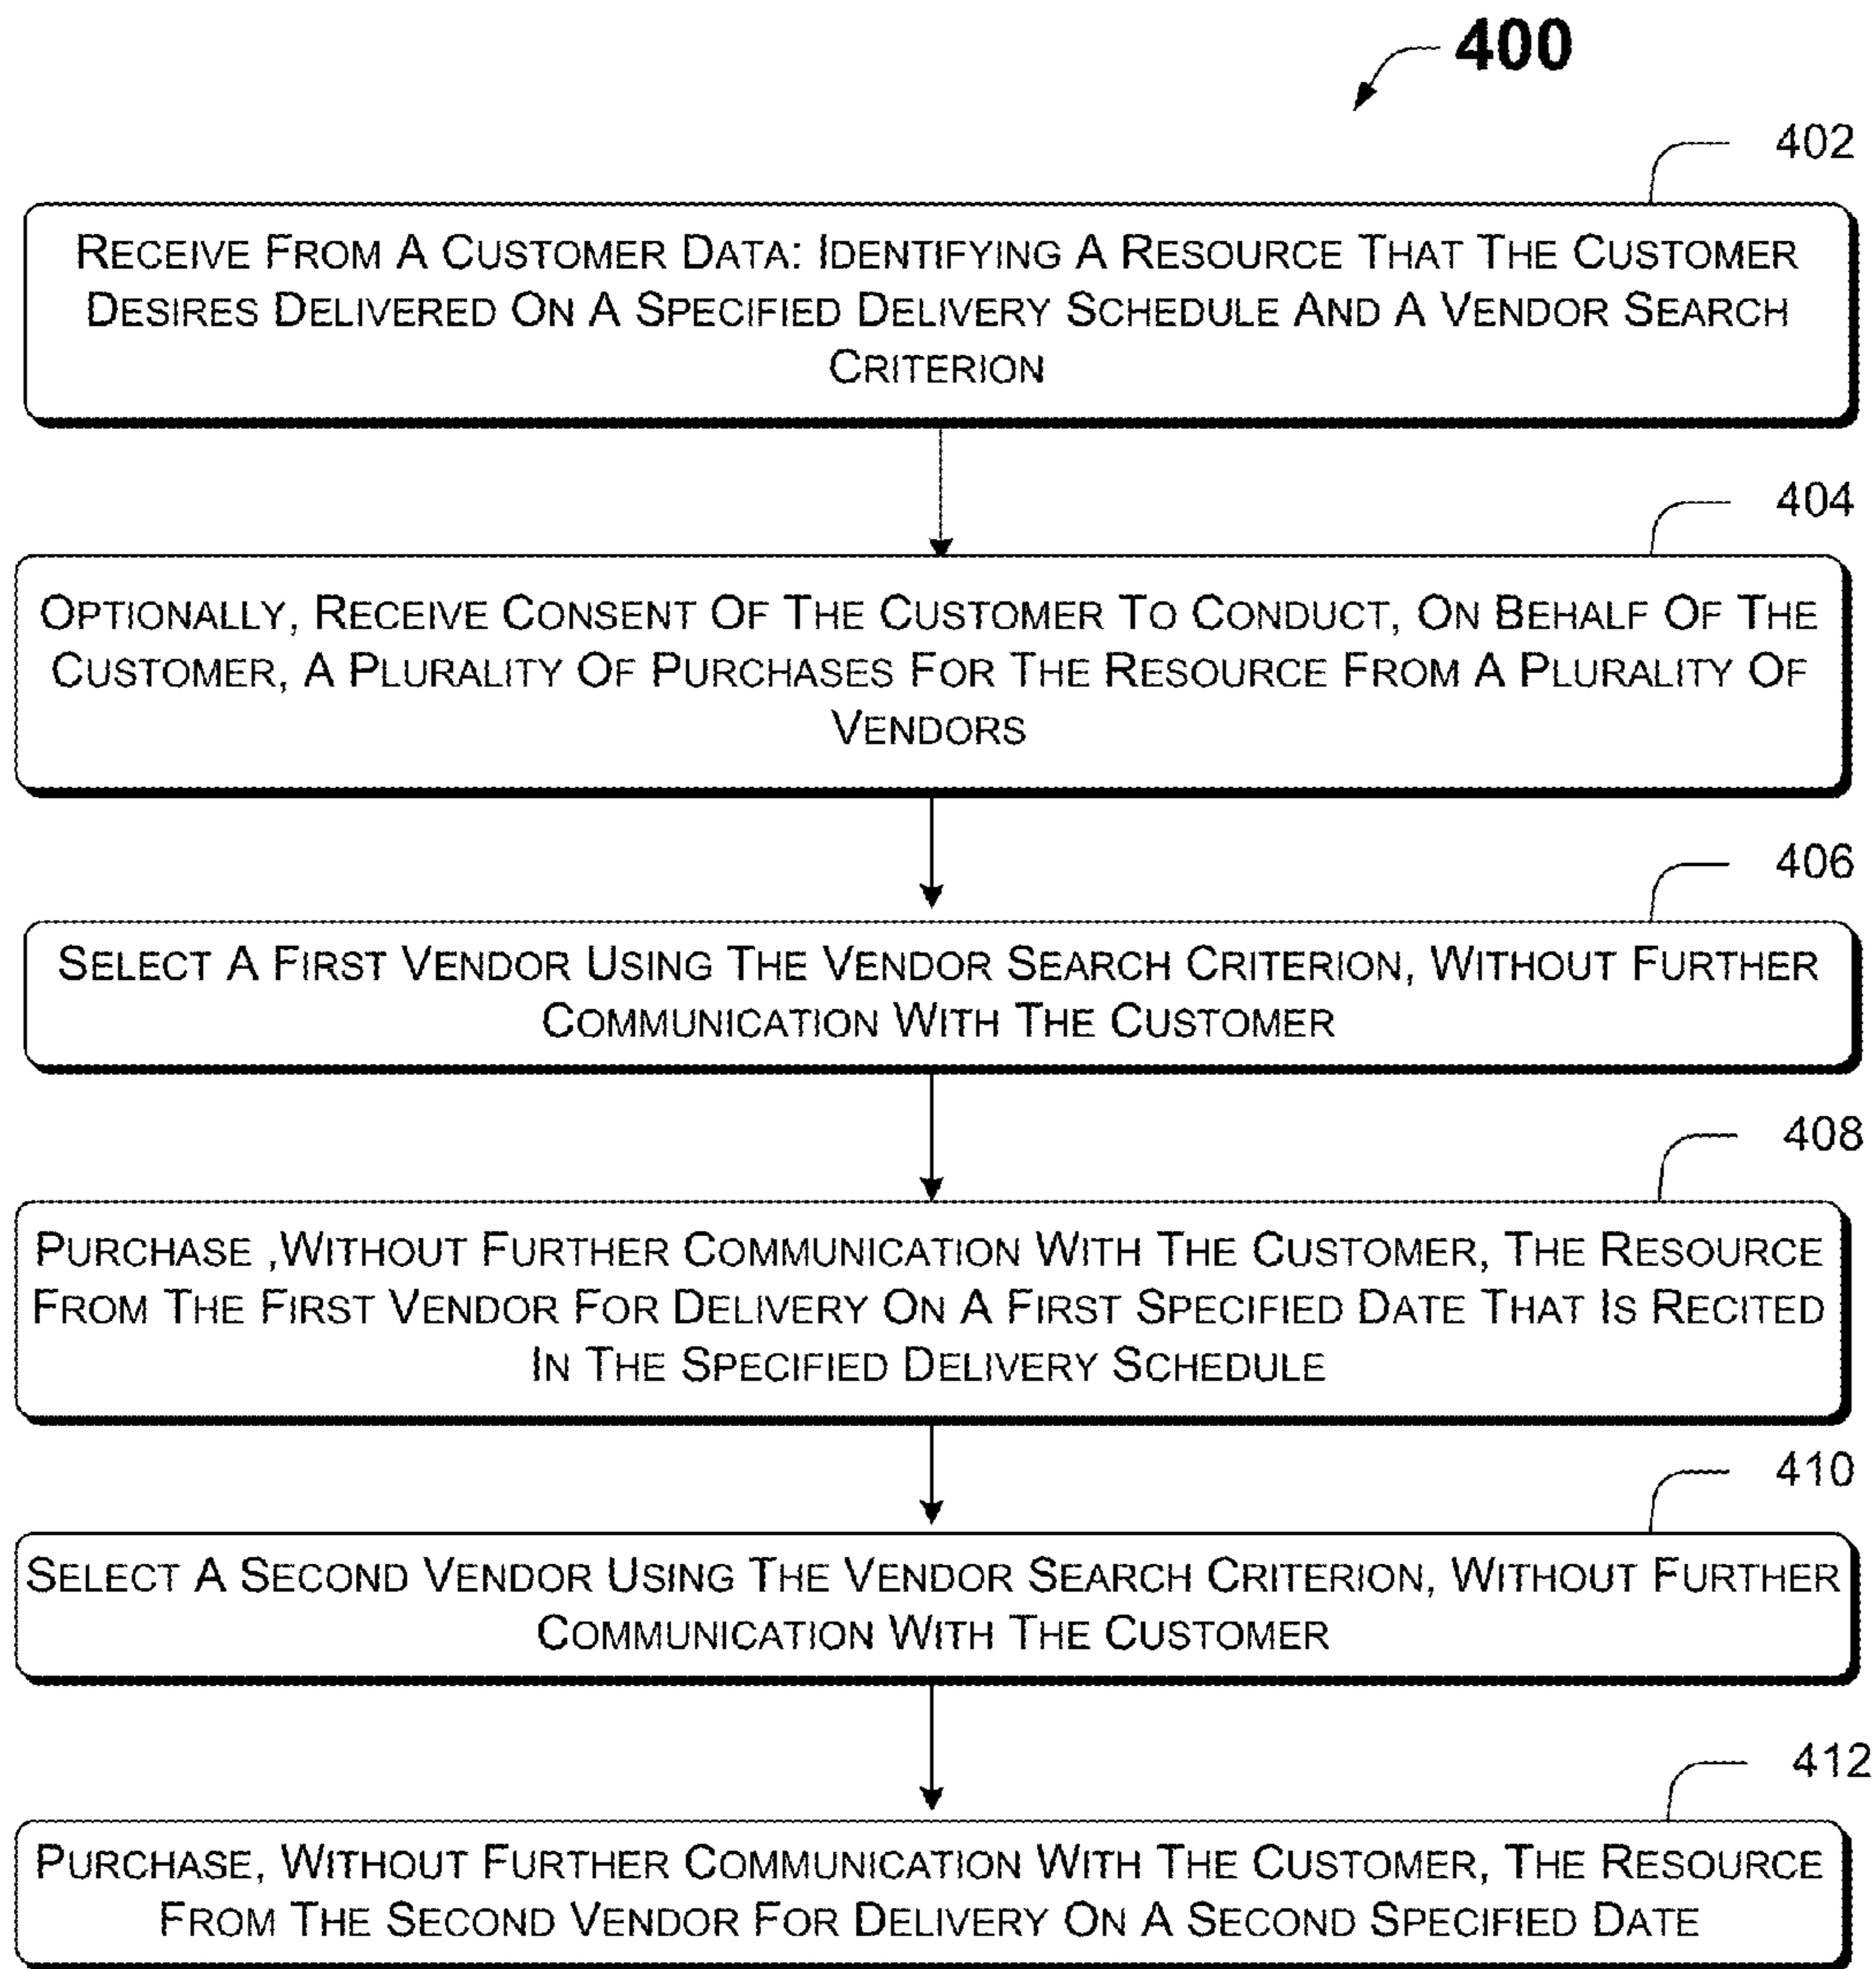 400
402
RECEIVE FROM A CUSTOMER DATA: IDENTIFYING A RESOURCE THAT THE CUSTOMER
DESIRES DELIVERED ON A SPECIFIED DELIVERY SCHEDULE AND A VENDOR SEARCH
CRITERION
404
OPTIONALLY, RECEIVE CONSENT OF THE CUSTOMER TO CONDUCT, ON BEHALF OF THE
CUSTOMER, A PLURALITY OF PURCHASES FOR THE RESOURCE FROM A PLURALITY OF
VENDORS
406
SELECT A FIRST VENDOR USING THE VENDOR SEARCH CRITERION, WITHOUT FURTHER
COMMUNICATION WITH THE CUSTOMER
408
PURCHASE ,WITHOUT FURTHER COMMUNICATION WITH THE CUSTOMER, THE RESOURCE
FROM THE FIRST VENDOR FOR DELIVERY ON A FIRST SPECIFIED DATE THAT IS RECITED
IN THE SPECIFIED DELIVERY SCHEDULE
410
SELECT A SECOND VENDOR USING THE VENDOR SEARCH CRITERION, WITHOUT FURTHER
COMMUNICATION WITH THE CUSTOMER
412
PURCHASE, WITHOUT FURTHER COMMUNICATION WITH THE CUSTOMER, THE RESOURCE
FROM THE SECOND VENDOR FOR DELIVERY ON A SECOND SPECIFIED DATE